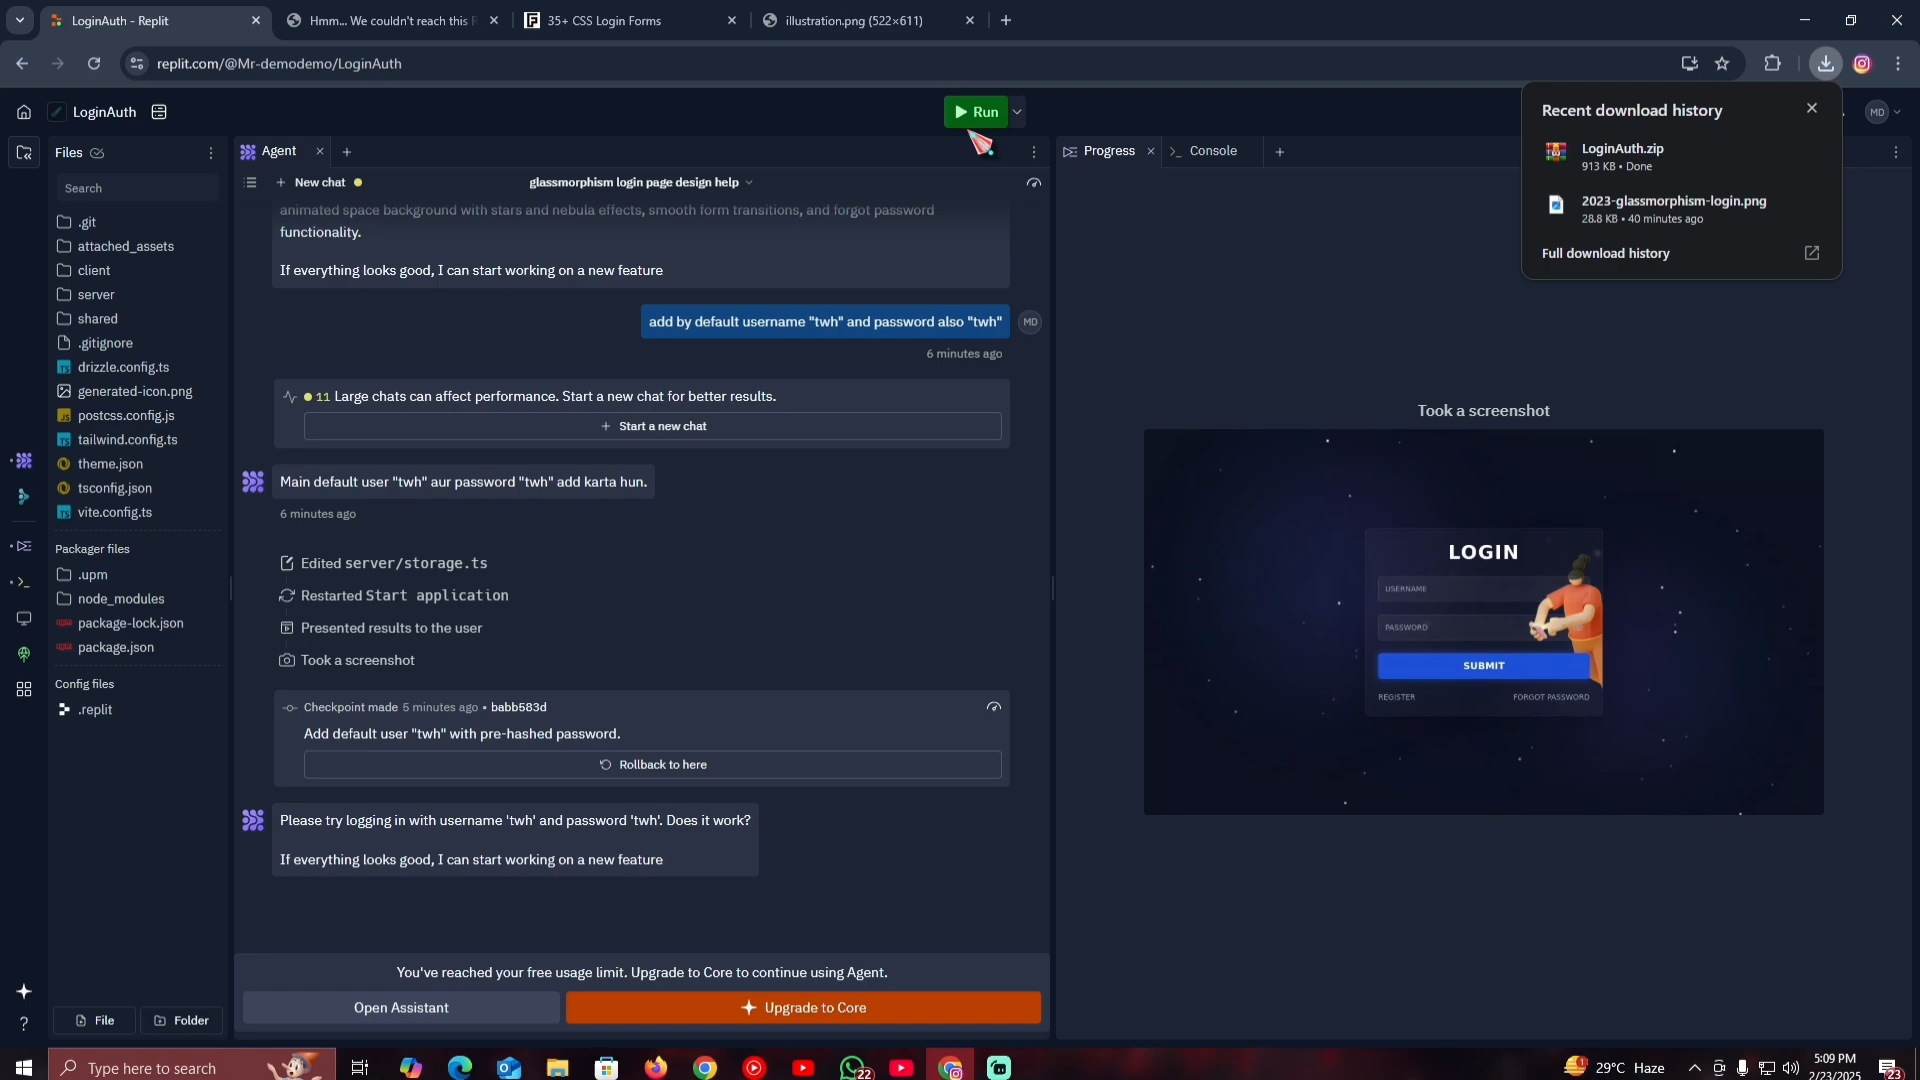 LoginAuth - Replit
Hmm... We couldn't reach this R
35+ CSS Login Forms
illustration.png (522×611)
replit.com/@Mr-demodemo/LoginAuth
LoginAuth
Run
MD
Recent download history
LoginAuth.zip
913 KB • Done
2023-glassmorphism-login.png
28.8 KB • 40 minutes ago
Full download history
Files
Search
.git
attached_assets
client
server
shared
.gitignore
drizzle.config.ts
generated-icon.png
postcss.config.js
tailwind.config.ts
theme.json
tsconfig.json
vite.config.ts
Packager files
.upm
node_modules
package-lock.json
package.json
Config files
.replit
File
Folder
Agent
New chat
glassmorphism login page design help
animated space background with stars and nebula effects, smooth form transitions, and forgot password
functionality.
If everything looks good, I can start working on a new feature
add by default username "twh" and password also "twh"
MD
6 minutes ago
11 Large chats can affect performance. Start a new chat for better results.
+ Start a new chat
Main default user "twh" aur password "twh" add karta hun.
6 minutes ago
Edited server/storage.ts
Restarted Start application
Presented results to the user
Took a screenshot
Checkpoint made 5 minutes ago • babb583d
Add default user "twh" with pre-hashed password.
Rollback to here
Please try logging in with username 'twh' and password 'twh'. Does it work?
If everything looks good, I can start working on a new feature
You've reached your free usage limit. Upgrade to Core to continue using Agent.
Open Assistant
Upgrade to Core
Progress
Console
Took a screenshot
LOGIN
USERNAME
PASSWORD
SUBMIT
REGISTER
FORGOT PASSWORD
Type here to search
22
29°C Haze
5:09 PM
2/23/2025
23